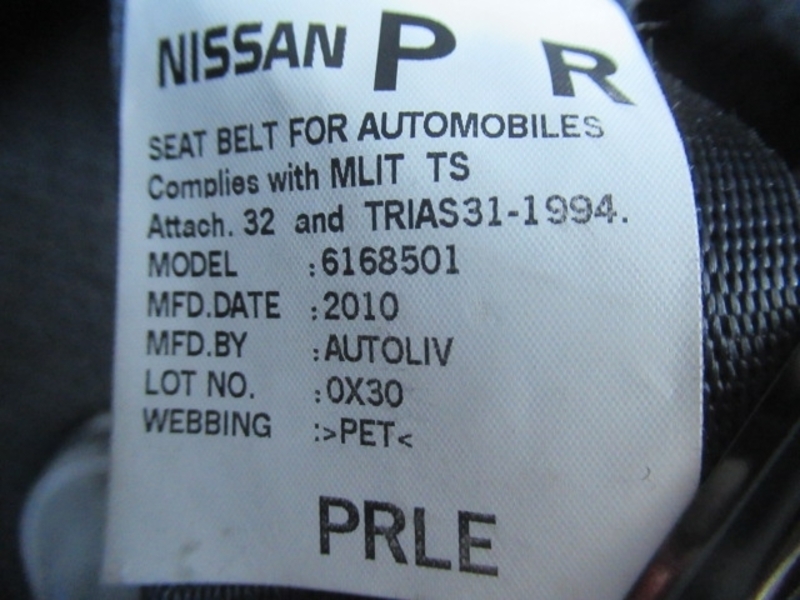 NISSAN P R
SEAT BELT FOR AUTOMOBILES
Complies with MLIT TS
Attach. 32 and TRIAS31-1994.
MODEL :6168501
MFD.DATE :2010
MFD.BY :AUTOLIV
LOT NO. :0X30
WEBBING :>PET<
PRLE